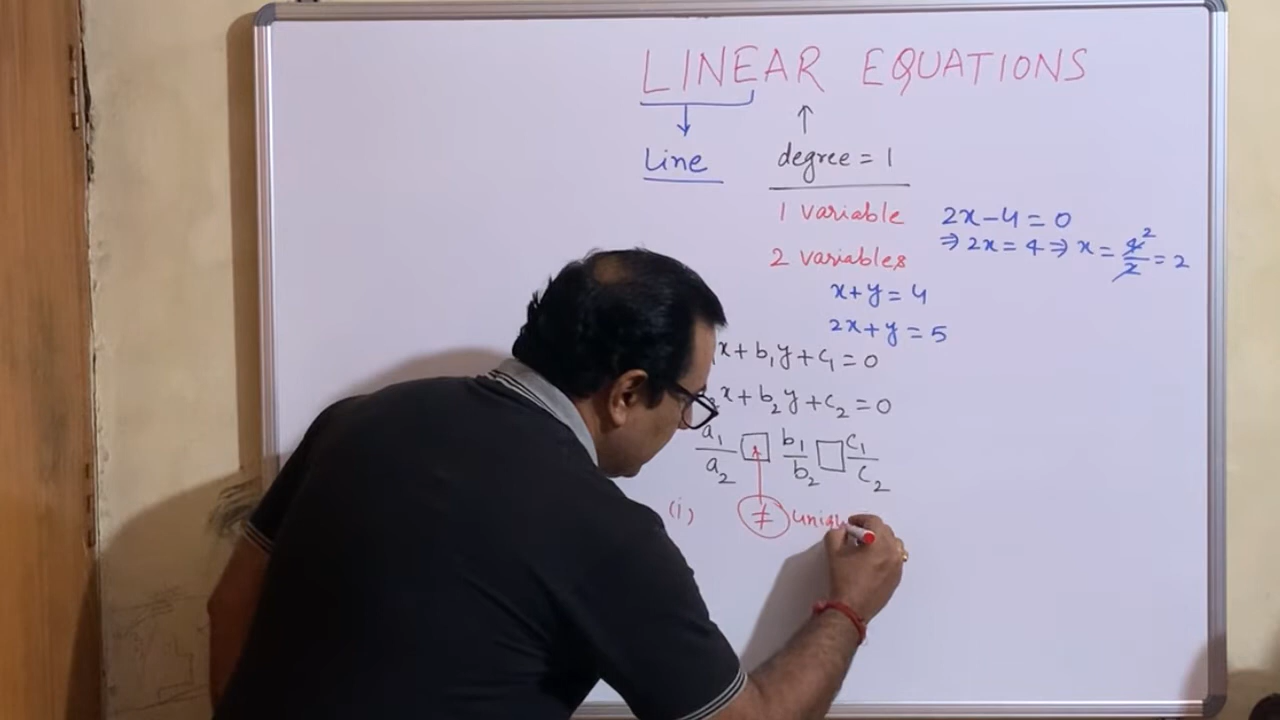 LINEAR EQUATIONS
Line degree = 1
1 variable 2x-4=0
⇒2x=4⇒x=4/2=2
2
2 variables
x+y=4
2x+y=5
x+b₁y+c₁=0
x+b₂y+c₂=0
a₁/a₂ □ b₁/b₂ □ c₁/c₂
(i) ≠